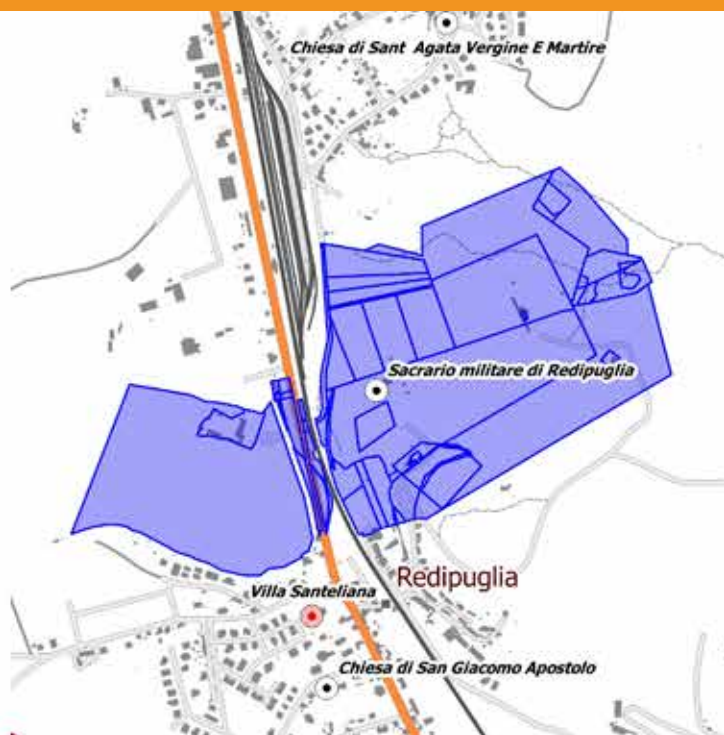 Chiesa di Sant Agata Vergine E Martire
Sacrario militare di Redipuglia
Redipuglia
Villa Santeliana
Chiesa di San Giacomo Apostolo